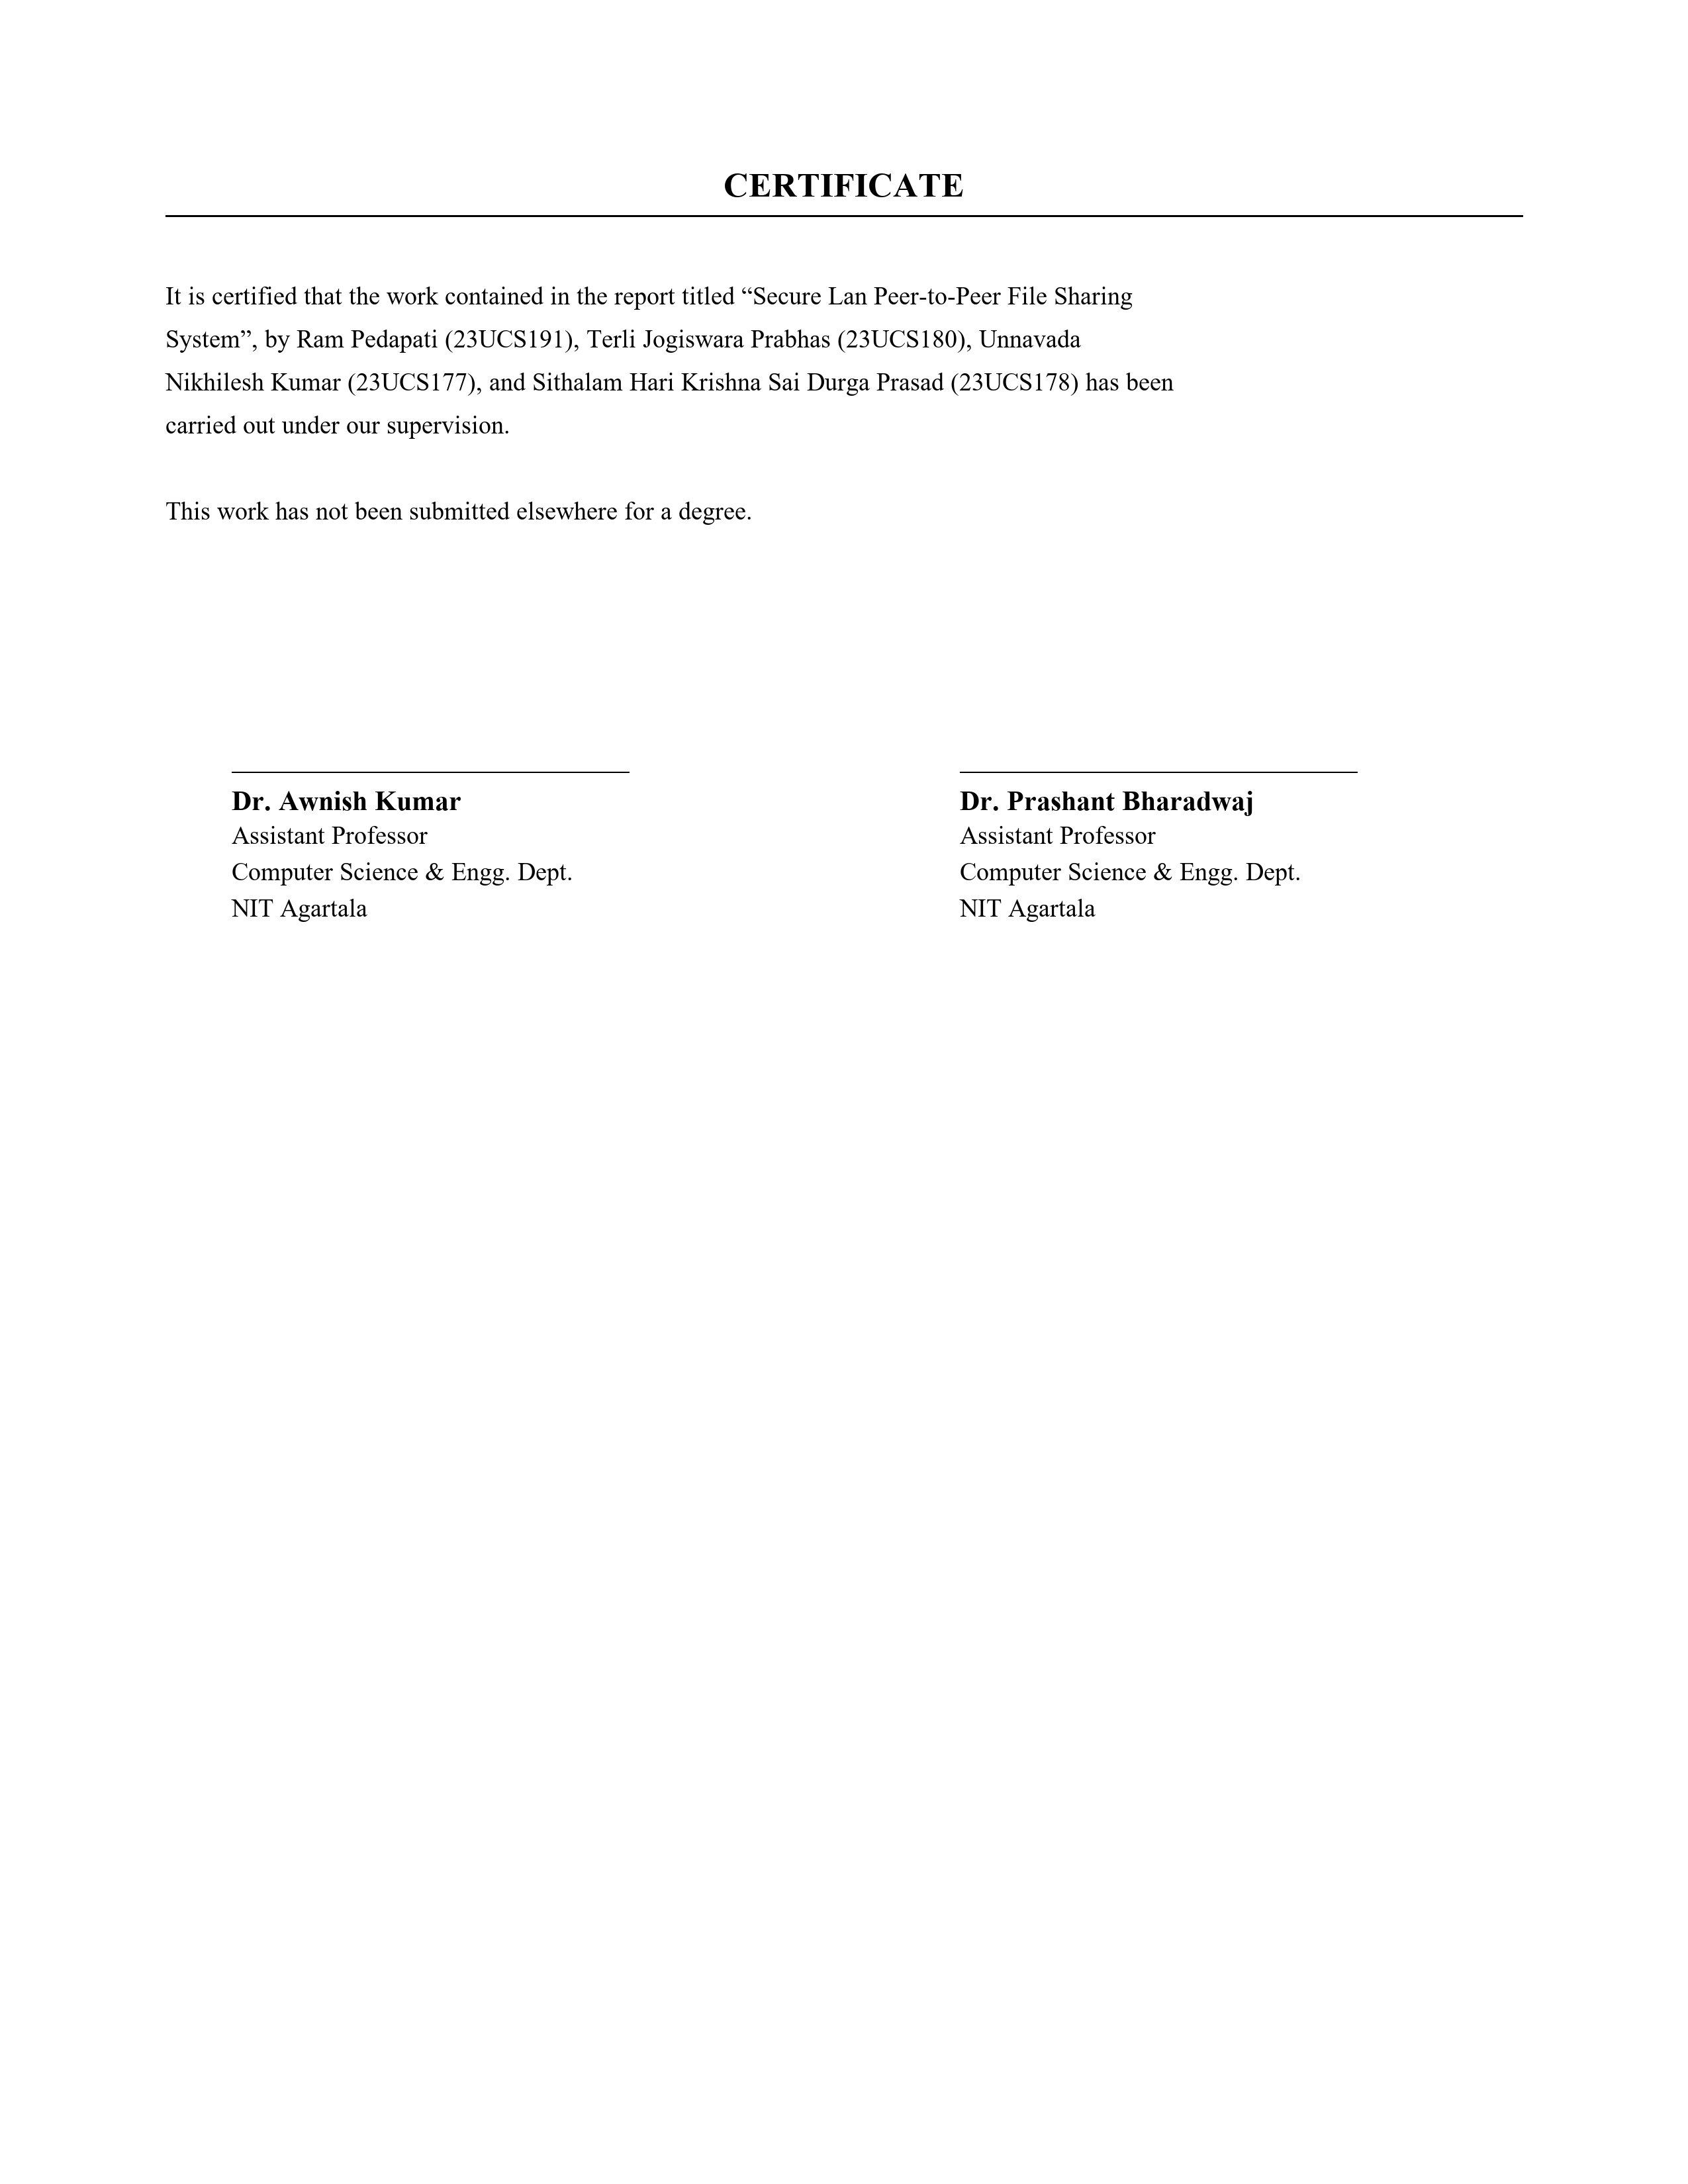 CERTIFICATE
It is certified that the work contained in the report titled “Secure Lan Peer-to-Peer File Sharing
System”, by Ram Pedapati (23UCS191), Terli Jogiswara Prabhas (23UCS180), Unnavada
Nikhilesh Kumar (23UCS177), and Sithalam Hari Krishna Sai Durga Prasad (23UCS178) has been
carried out under our supervision.
This work has not been submitted elsewhere for a degree.
Dr. Awnish Kumar
Assistant Professor
Computer Science & Engg. Dept.
NIT Agartala
Dr. Prashant Bharadwaj
Assistant Professor
Computer Science & Engg. Dept.
NIT Agartala